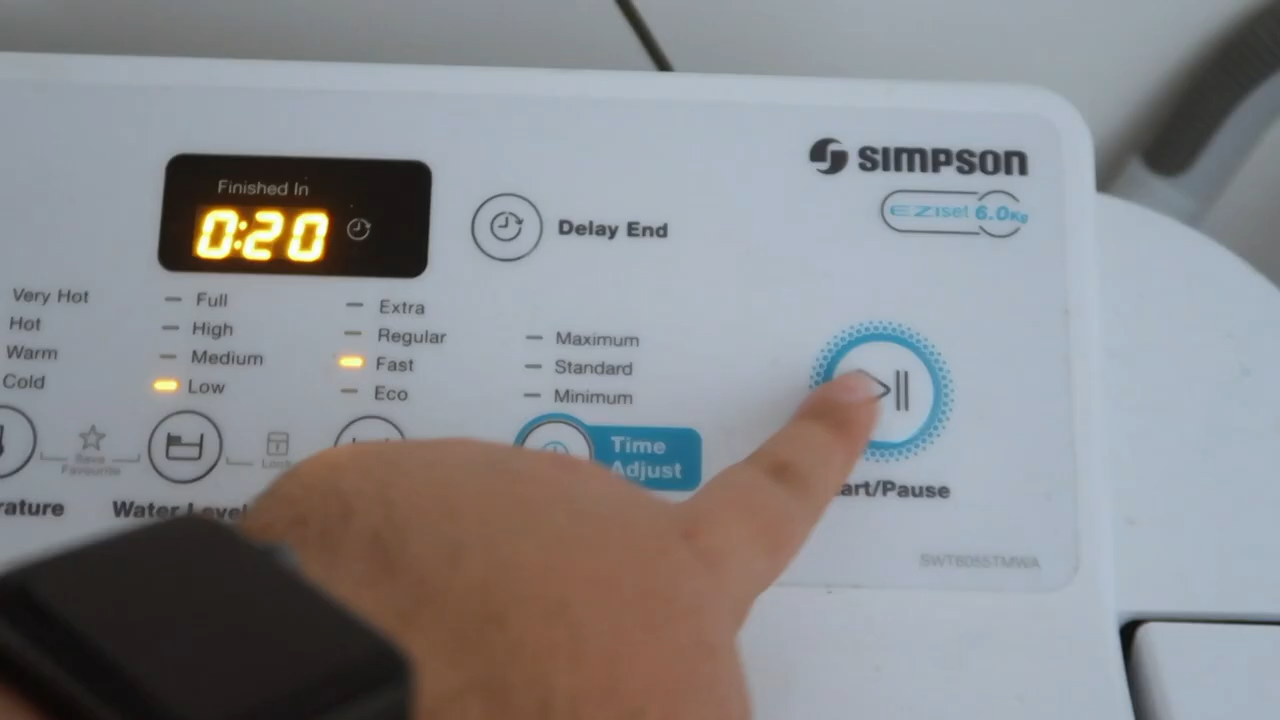 SIMPSON
EZIset 6.0Kg
Finished In
0:20
Delay End
Very Hot
Hot
Warm
Cold
Full
High
Medium
Low
Extra
Regular
Fast
Eco
Maximum
Standard
Minimum
Save
Favourite
Lock
Time
Adjust
rature
Water Level
art/Pause
SWT6055TMWA